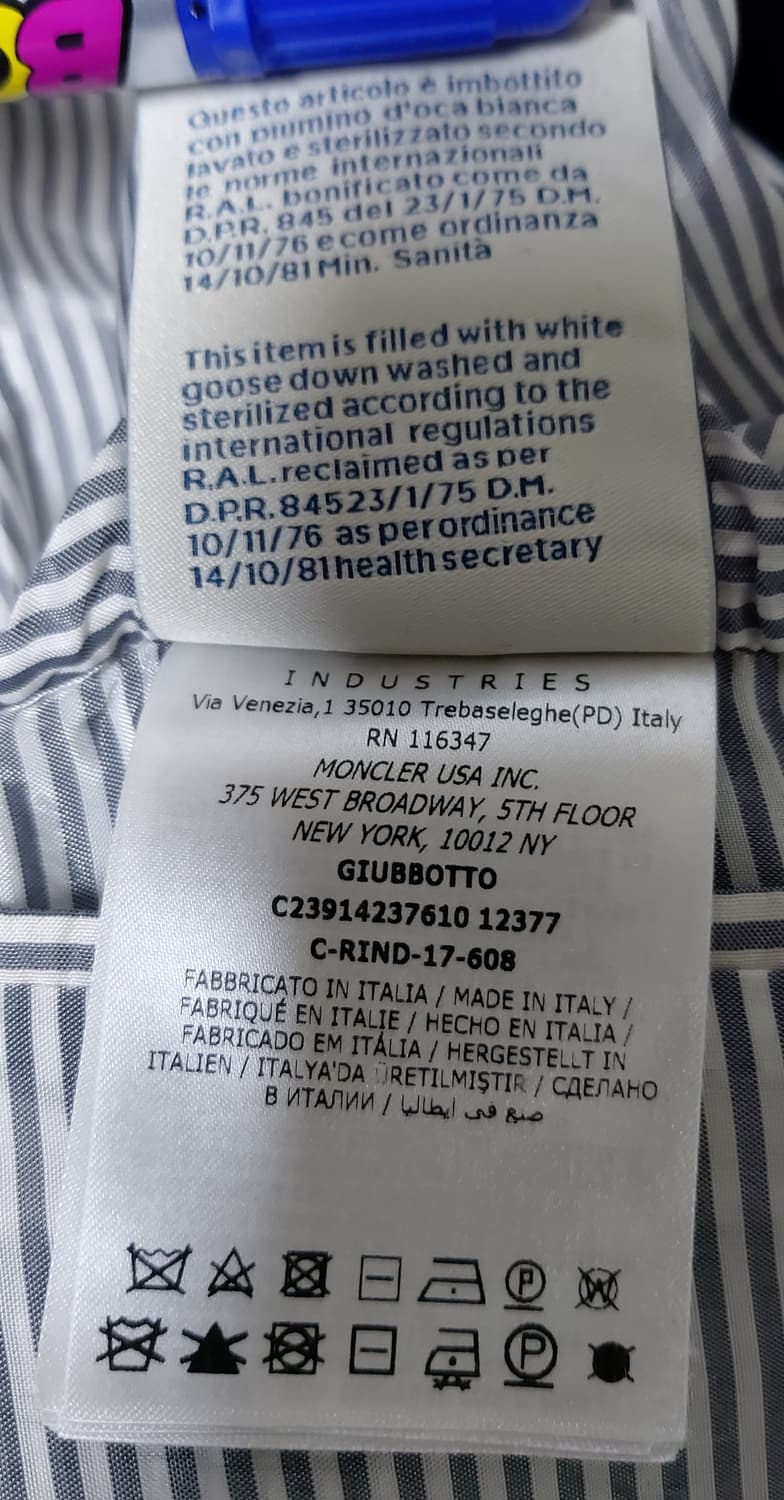 Questo articolo è imbottito
con piumino d'oca bianca
lavato e sterilizzato secondo
le norme internazionali
R.A.L. bonificato come da
D.P.R. 845 del 23/1/75 D.M.
10/11/76 e come ordinanza
14/10/81 Min. Sanità
This item is filled with white
goose down washed and
sterilized according to the
international regulations
R.A.L. reclaimed as per
D.P.R. 84523/1/75 D.M.
10/11/76 as per ordinance
14/10/81 health secretary
INDUSTRIES
Via Venezia,1 35010 Trebaseleghe(PD) Italy
RN 116347
MONCLER USA INC.
375 WEST BROADWAY, 5TH FLOOR
NEW YORK, 10012 NY
GIUBBOTTO
C23914237610 12377
C-RIND-17-608
FABBRICATO IN ITALIA / MADE IN ITALY /
FABRIQUÉ EN ITALIE / HECHO EN ITALIA /
FABRICADO EM ITÁLIA / HERGESTELLT IN
ITALIEN / ITALYA'DA ÜRETILMIŞTIR / СДЕЛАНО
В ИТАЛИИ / صنع في ايطاليا
P W
P